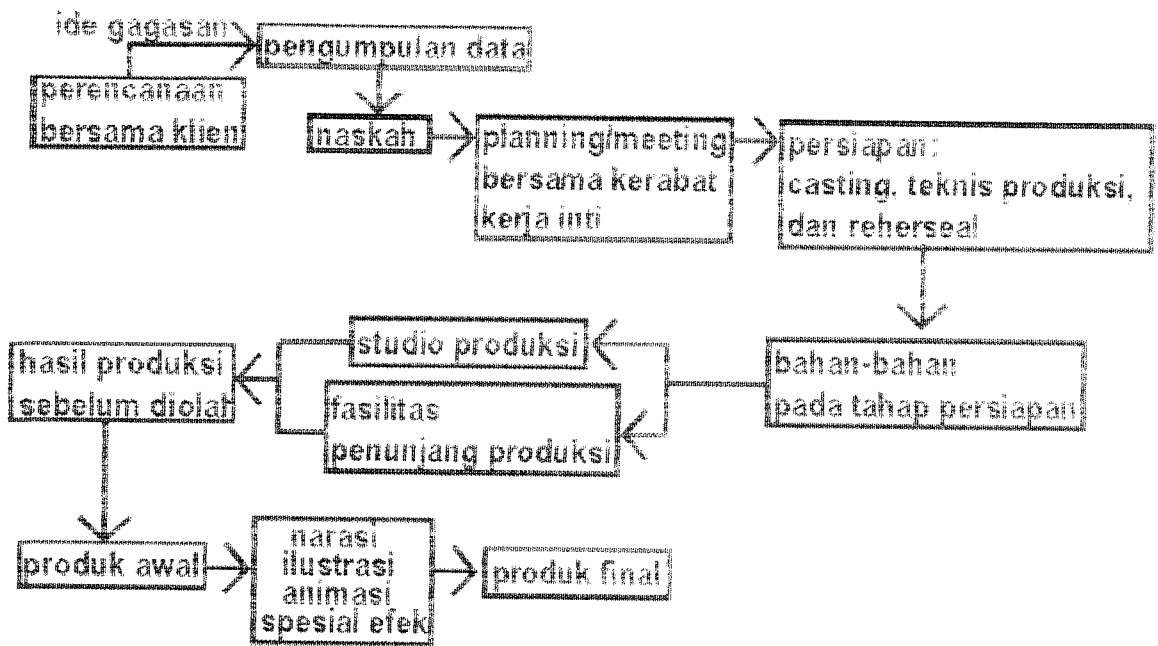 ide gagasan
pengumpulan data
perencanaan
bersama klien
naskah
planning/meeting
bersama kerabat
kerja inti
persiapan:
casting, teknis produksi,
dan reherseal
bahan-bahan
pada tahap persiapan
studio produksi
fasilitas
penunjang produksi
hasil produksi
sebelum diolah
produk awal
narasi
ilustrasi
animasi
spesial efek
produk final